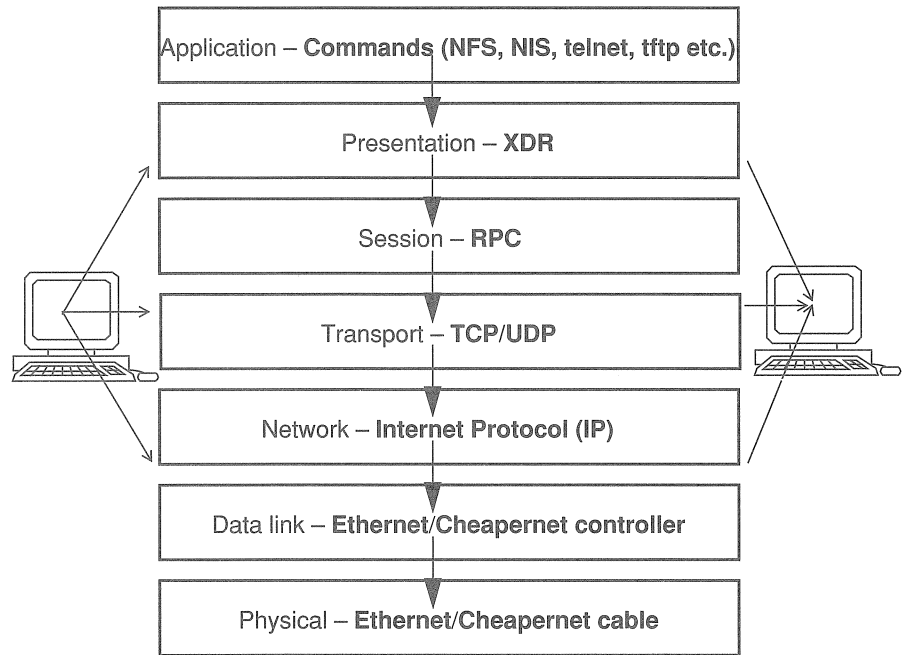 Application – Commands (NFS, NIS, telnet, tftp etc.)
Presentation – XDR
Session – RPC
Transport – TCP/UDP
Network – Internet Protocol (IP)
Data link – Ethernet/Cheapernet controller
Physical – Ethernet/Cheapernet cable